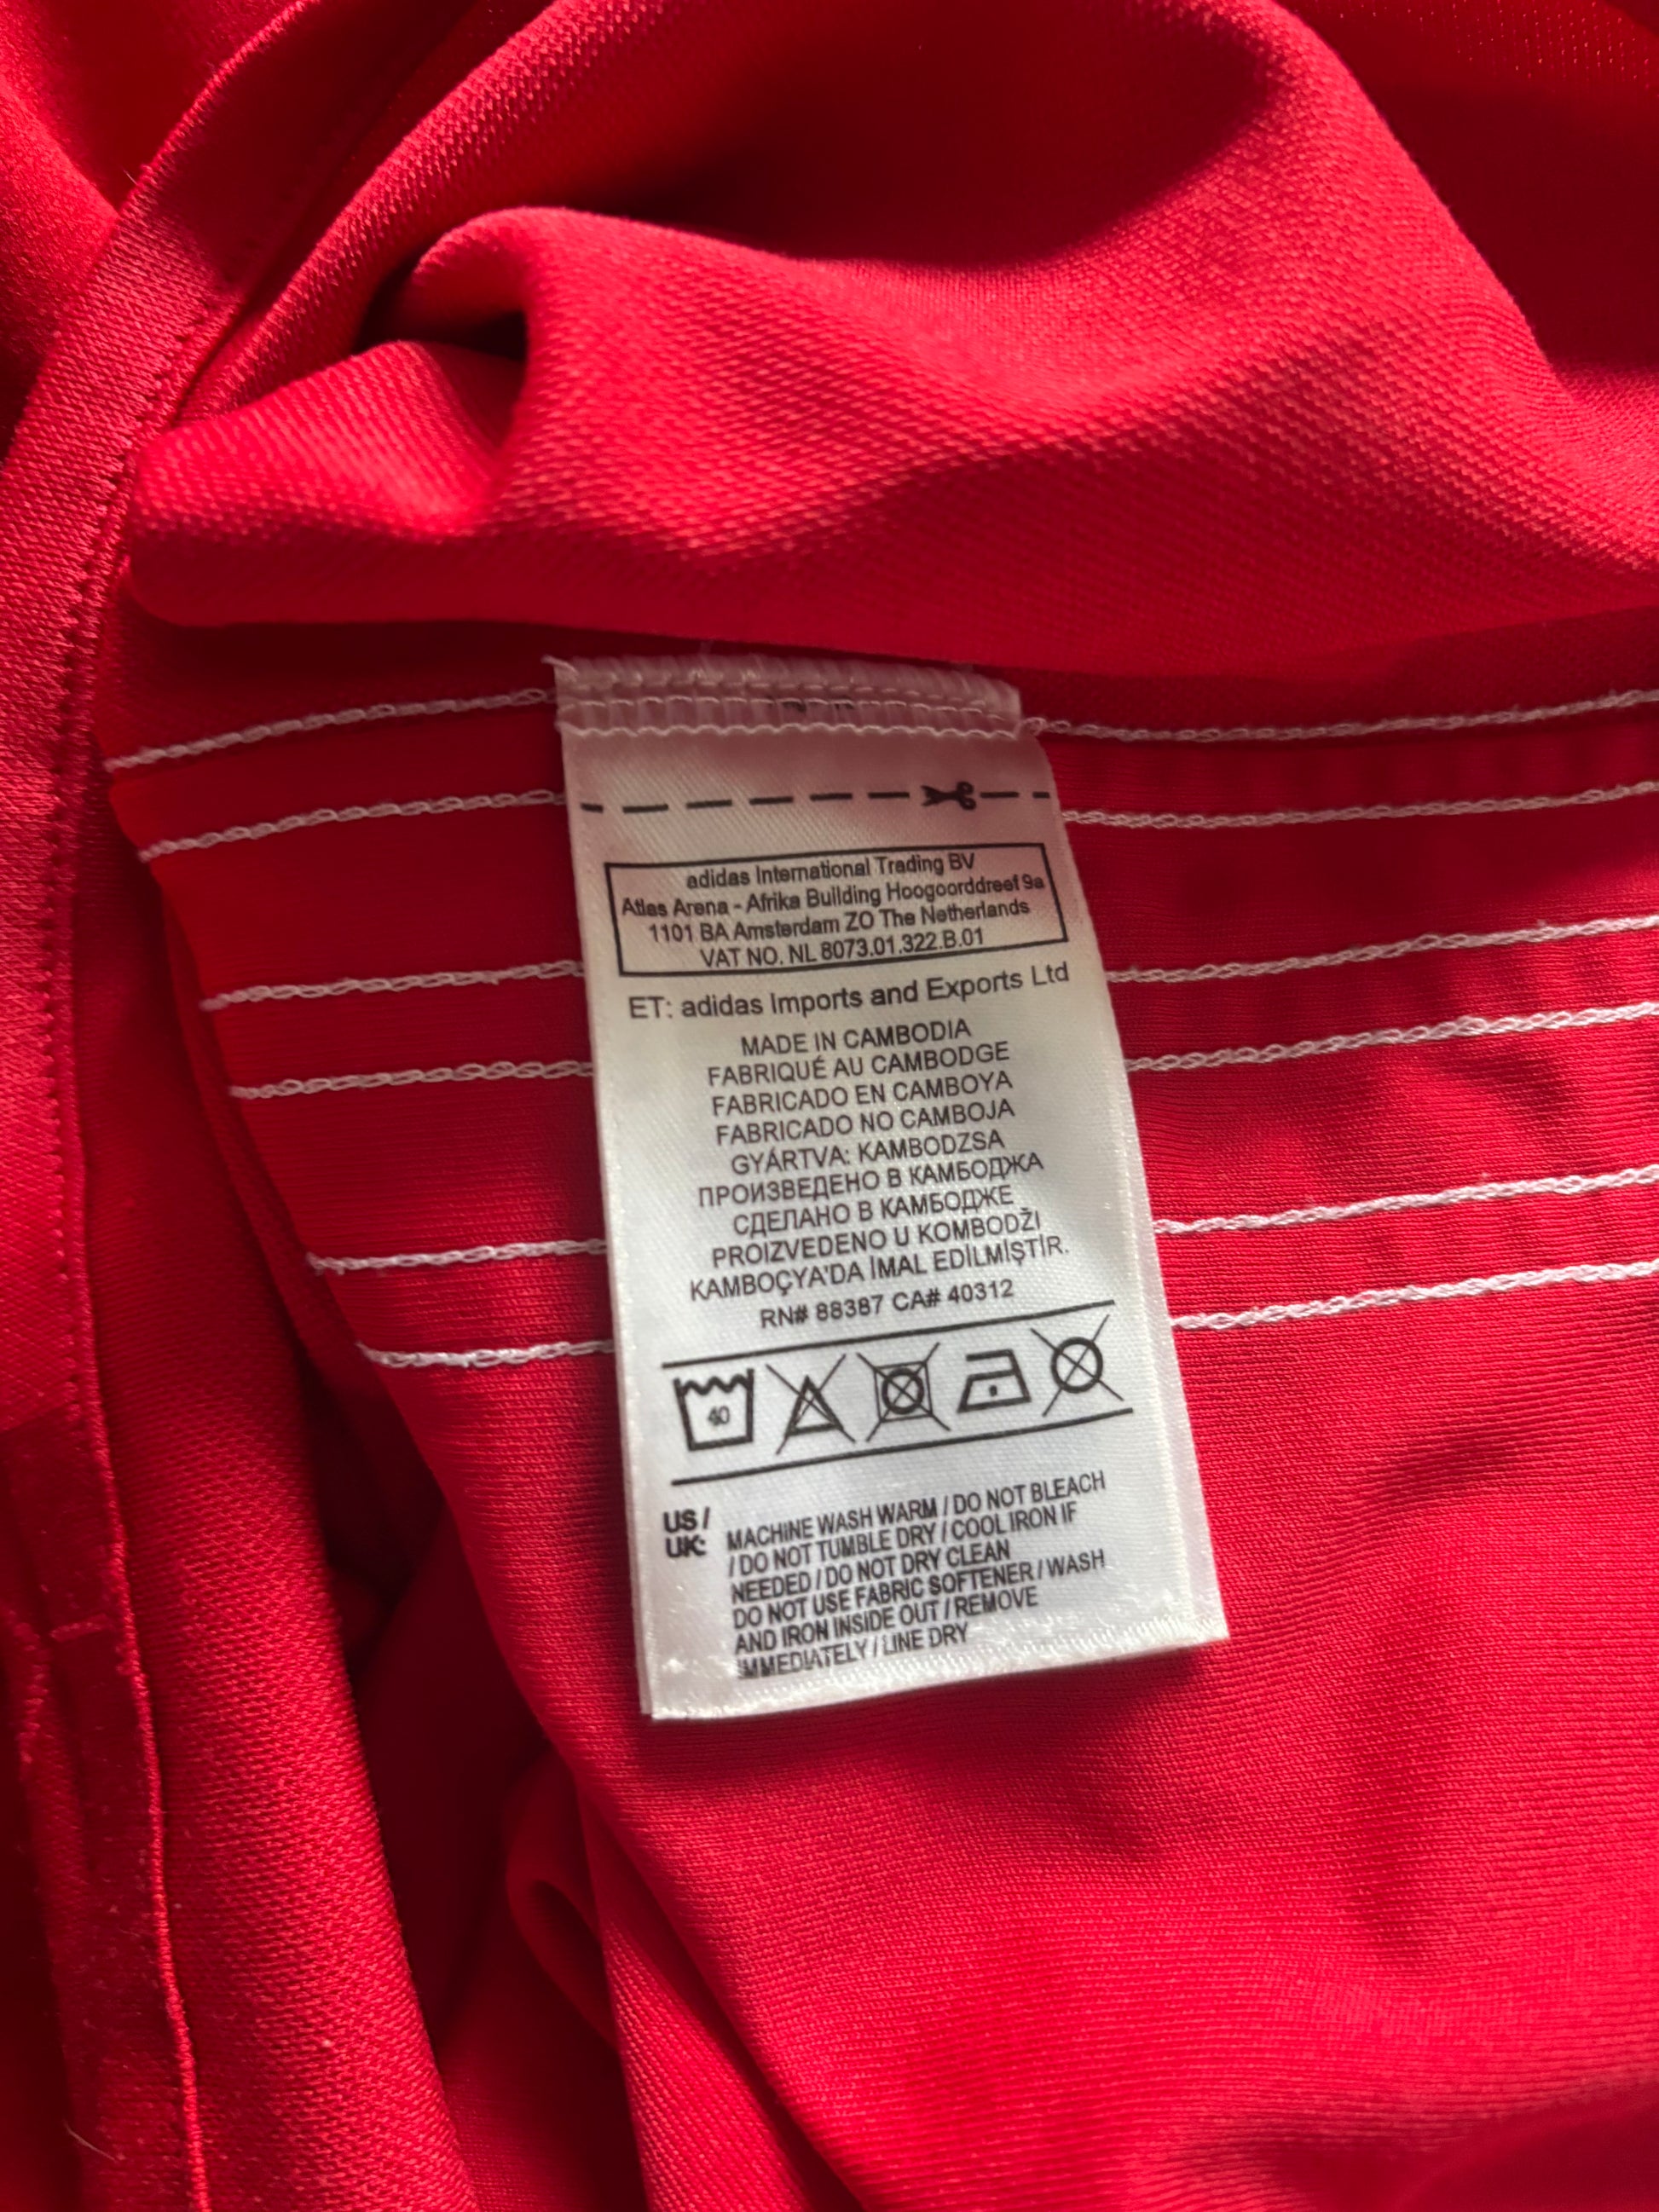 adidas International Trading BV
Atlas Arena - Afrika Building Hoogoorddreef 9a
1101 BA Amsterdam ZO The Netherlands
VAT NO. NL 8073.01.322.B.01
ET: adidas Imports and Exports Ltd
MADE IN CAMBODIA
FABRIQUÉ AU CAMBODGE
FABRICADO EN CAMBOYA
FABRICADO NO CAMBOJA
GYÁRTVA: KAMBODZSA
ПРОИЗВЕДЕНО В КАМБОДЖА
СДЕЛАНО В КАМБОДЖЕ
PROIZVEDENO U KOMBODŽI
KAMBOÇYA'DA İMAL EDİLMİŞTİR.
RN# 88387 CA# 40312
40
US /
UK:
MACHINE WASH WARM / DO NOT BLEACH
/ DO NOT TUMBLE DRY / COOL IRON IF
NEEDED / DO NOT DRY CLEAN
DO NOT USE FABRIC SOFTENER / WASH
AND IRON INSIDE OUT / REMOVE
IMMEDIATELY / LINE DRY